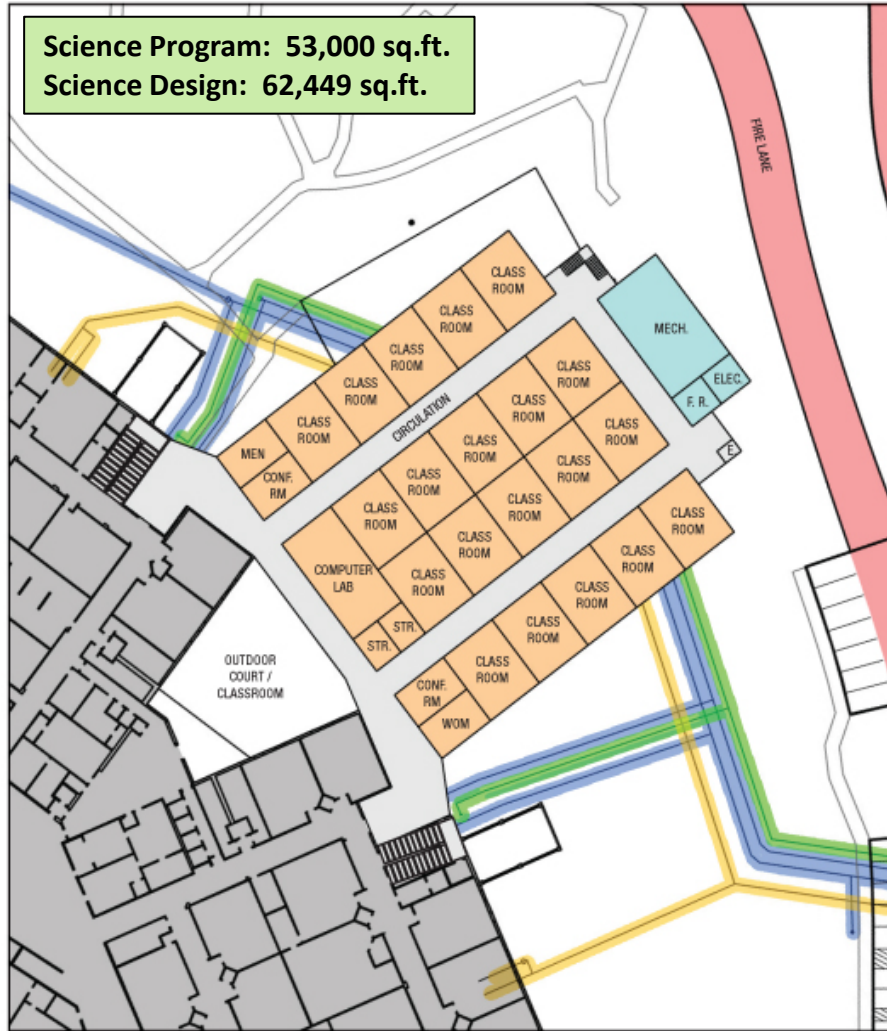 Science Program: 53,000 sq.ft.
Science Design: 62,449 sq.ft.
FIRE LANE
CLASS
ROOM
CLASS
ROOM
CLASS
ROOM
CLASS
ROOM
CLASS
ROOM
MEN
CONF.
RM
MECH.
ELEC.
F. R.
E.
CIRCULATION
CLASS
ROOM
CLASS
ROOM
CLASS
ROOM
CLASS
ROOM
CLASS
ROOM
CLASS
ROOM
CLASS
ROOM
CLASS
ROOM
CLASS
ROOM
CLASS
ROOM
COMPUTER
LAB
STR.
STR.
CLASS
ROOM
CLASS
ROOM
CLASS
ROOM
CLASS
ROOM
CLASS
ROOM
CONF.
RM
WOM
OUTDOOR
COURT /
CLASSROOM